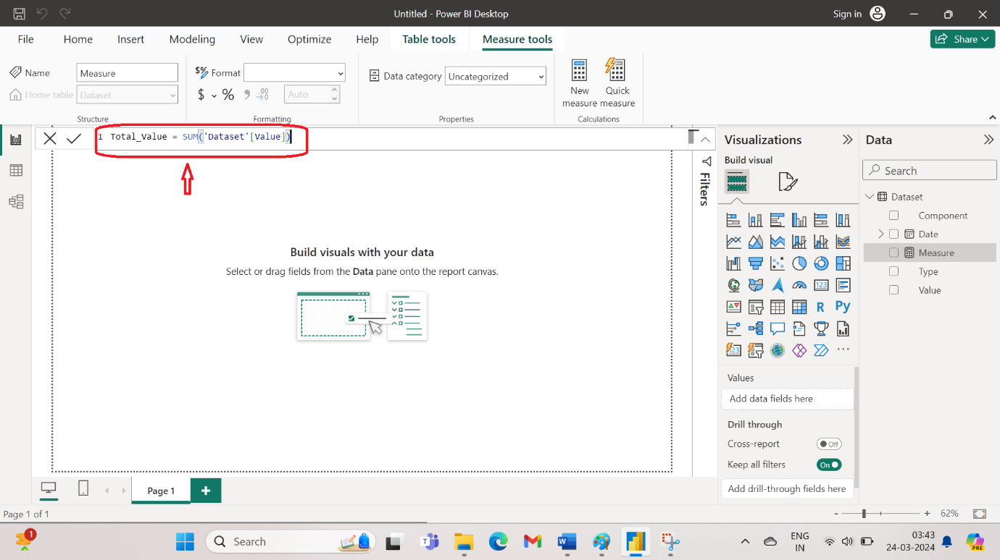 Untitled - Power BI Desktop
Sign in
File
Home
Insert
Modeling
View
Optimize
Help
Table tools
Measure tools
Share
Name
Measure
Home table
Dataset
Structure
$%
Format
$
%
,
.00
Auto
Formatting
Data category
Uncategorized
Properties
New measure
Quick measure
Calculations
1 Total_Value = SUM('Dataset'[Value])
Build visuals with your data
Select or drag fields from the Data pane onto the report canvas.
Filters
Visualizations
Build visual
123
R
Py
123
...
Values
Add data fields here
Drill through
Cross-report
Off
Keep all filters
On
Add drill-through fields here
Data
Search
Dataset
Component
Date
Measure
Type
Value
Page 1
+
Page 1 of 1
-
+
62%
1
Search
ENG
IN
03:43
24-03-2024
PRE